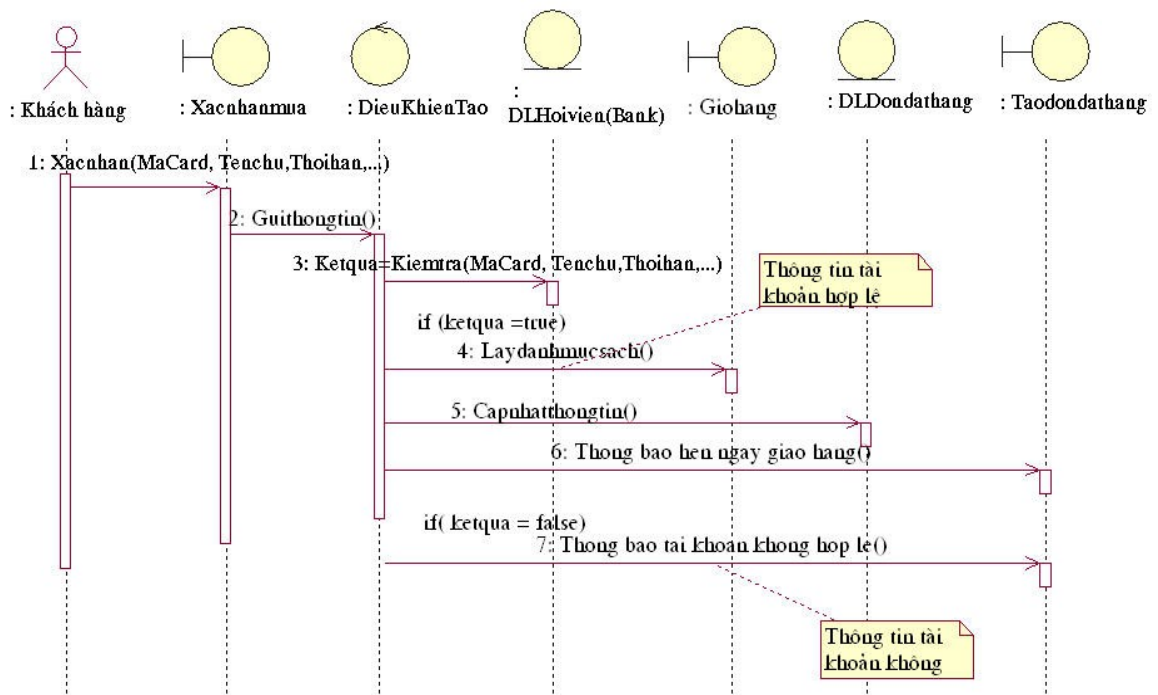 : Khách hàng
: Xacnhanmua
: DieuKhienTao
:
DLHoivien(Bank)
: Giohang
: DLDondathang
: Taodondathang
1: Xacnhan(MaCard, Tenchu,Thoihan,...)
2: Guithongtin()
3: Ketqua=Kiemtra(MaCard, Tenchu,Thoihan,...)
Thông tin tài
khoản hợp lệ
if (ketqua =true)
4: Laydanhmucsach()
5: Capnhatthongtin()
6: Thong bao hen ngay giao hang()
if( ketqua = false)
7: Thong bao tai khoan khong hop le()
Thông tin tài
khoản không